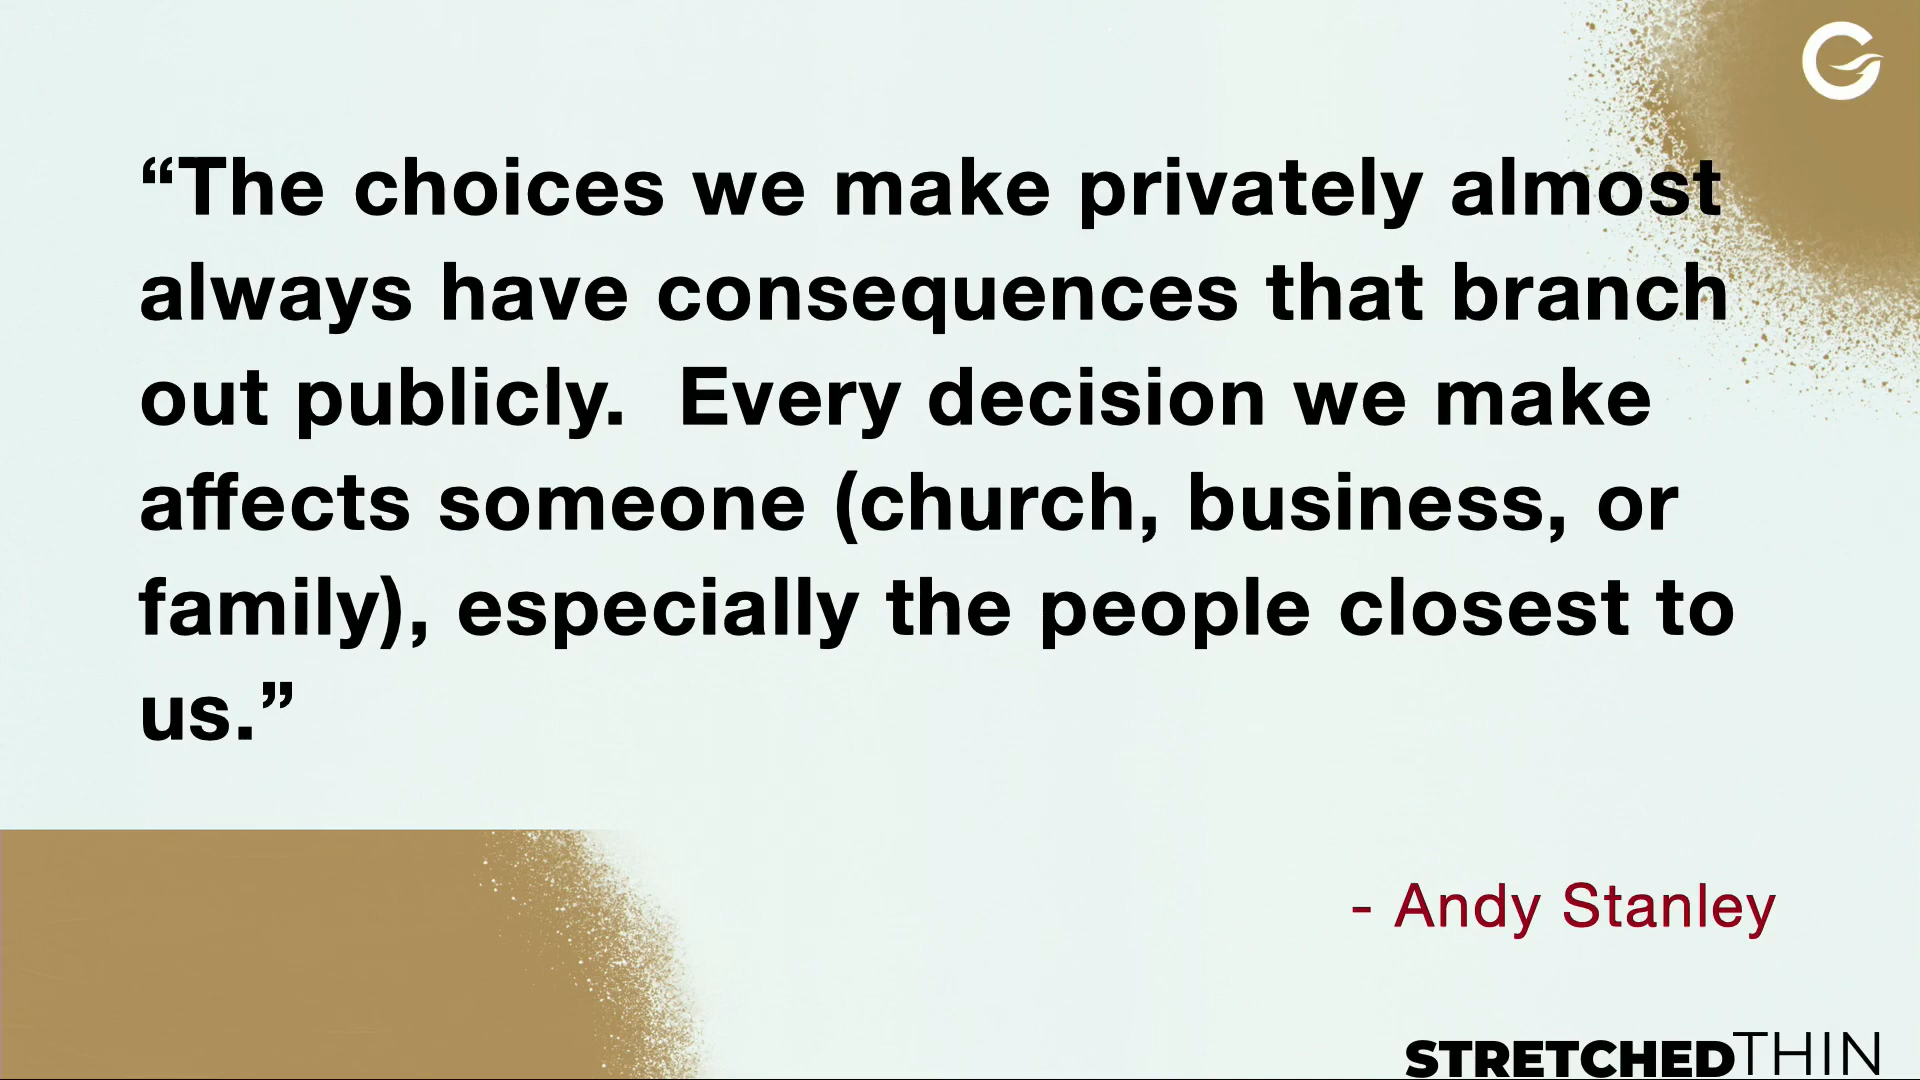 “The choices we make privately almost
always have consequences that branch
out publicly.  Every decision we make
affects someone (church, business, or
family), especially the people closest to
us.”
- Andy Stanley
STRETCHEDTHIN